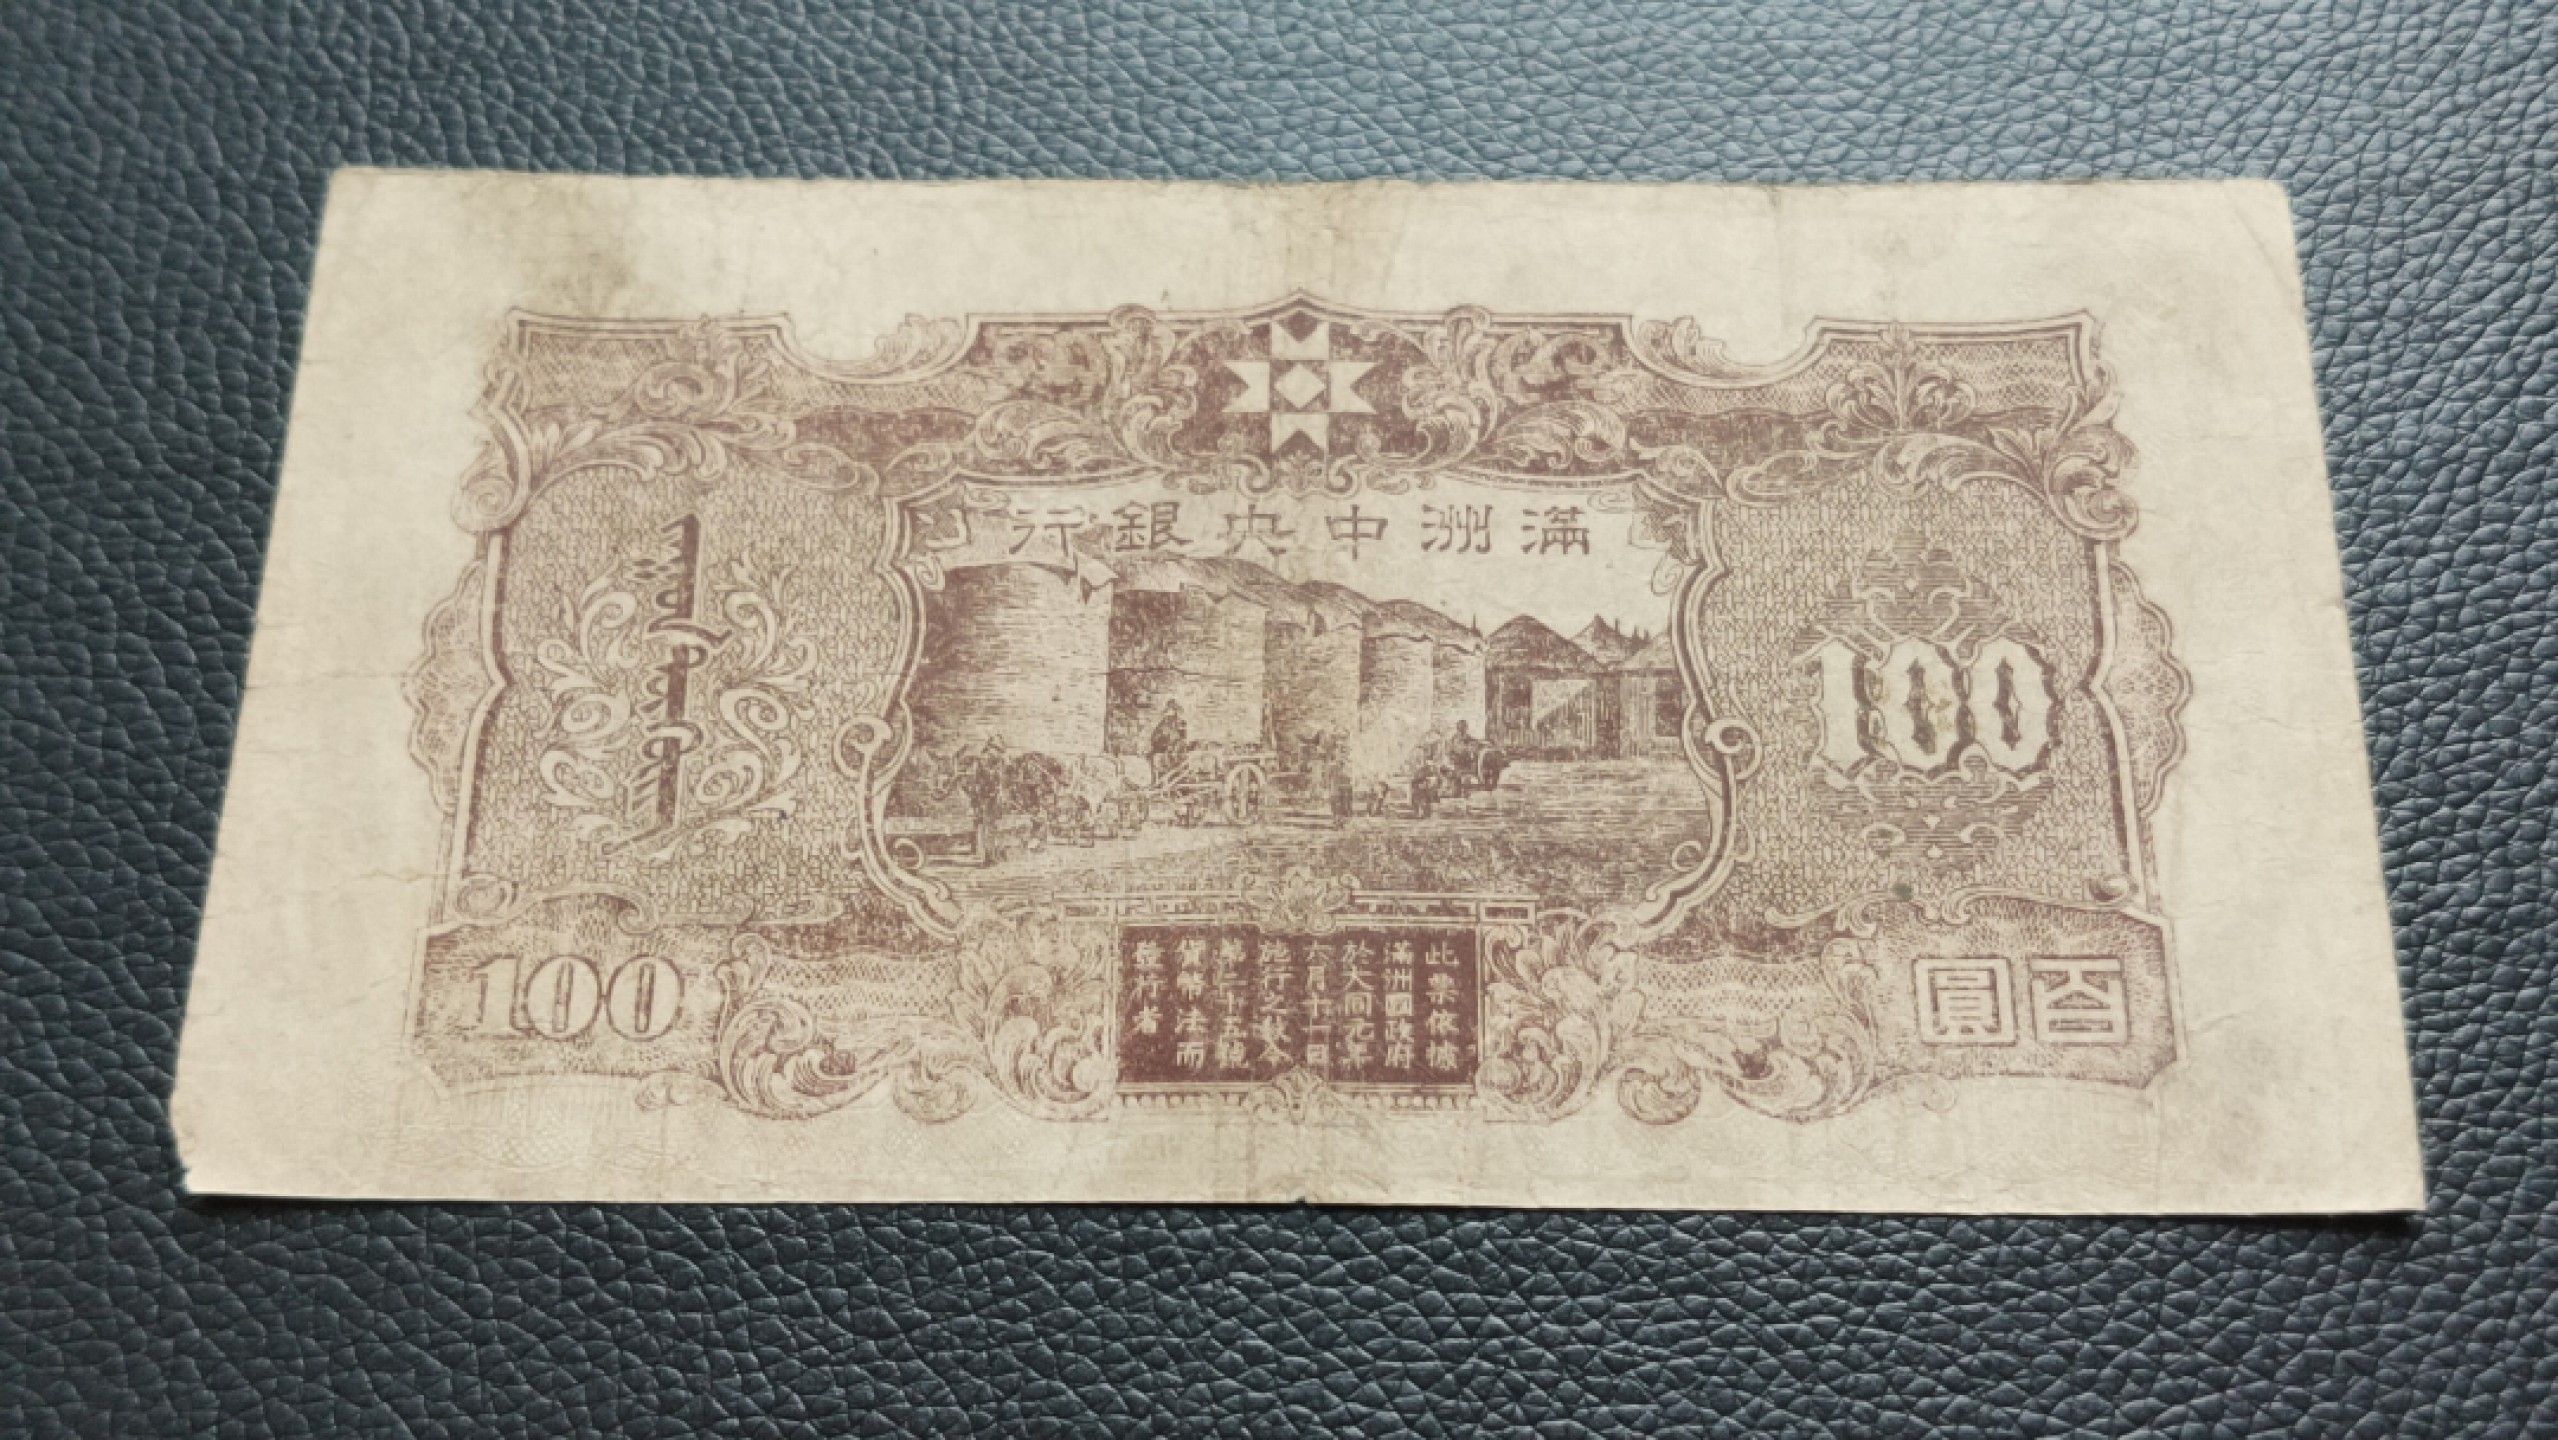 滿洲中央銀行
100
100
百圓
此票依據
滿洲國政府
於大同元年
六月十一日
施行之教令
第二十五號
貨幣法而
發行者